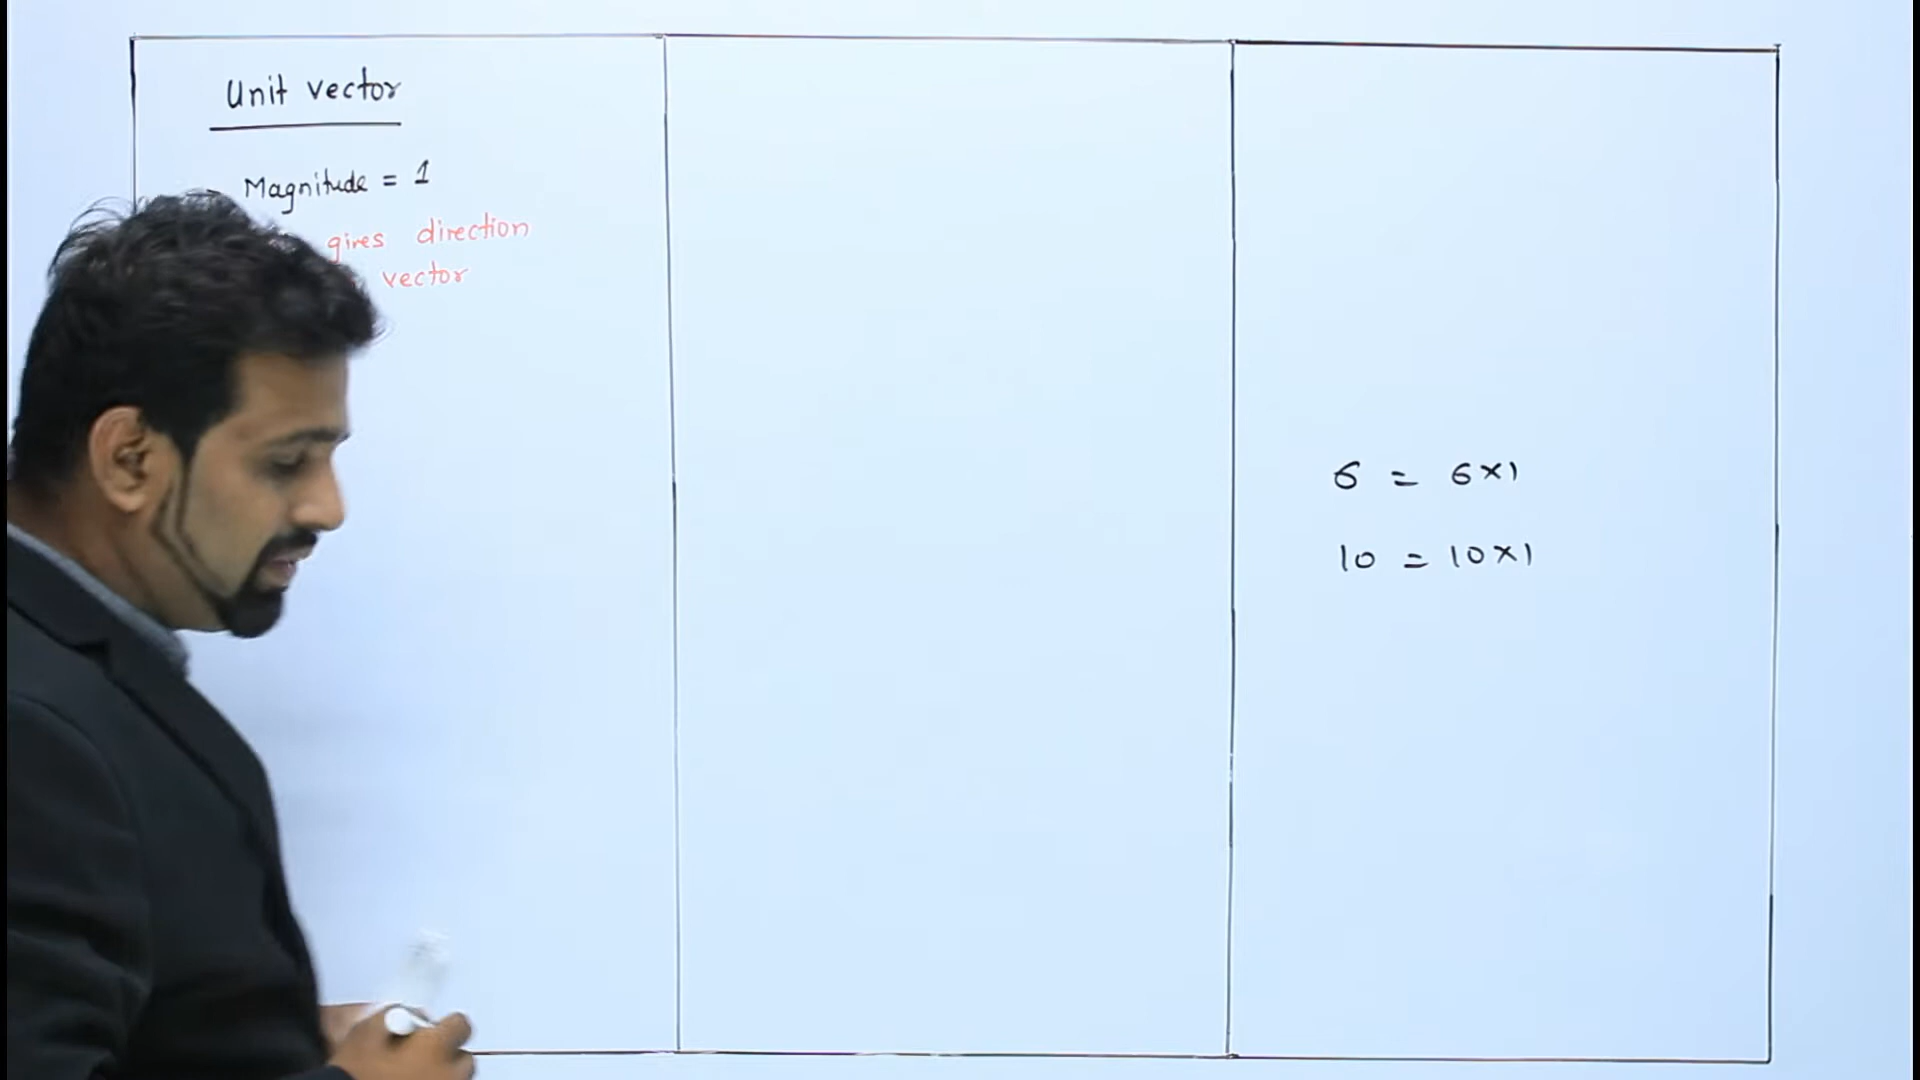 Unit vector
Magnitude = 1
gives direction
vector
6 = 6×1
10 = 10×1